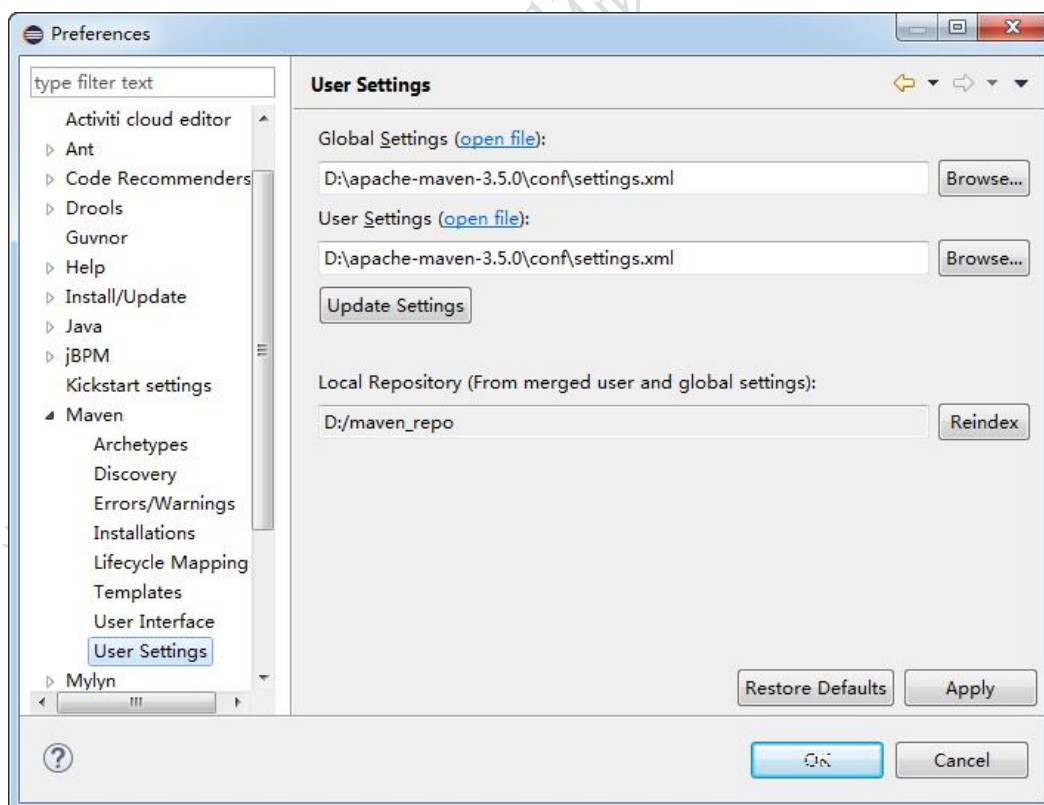 Preferences
type filter text
Activiti cloud editor
Ant
Code Recommenders
Drools
Guvnor
Help
Install/Update
Java
jBPM
Kickstart settings
Maven
Archetypes
Discovery
Errors/Warnings
Installations
Lifecycle Mapping
Templates
User Interface
User Settings
Mylyn
User Settings
Global Settings (open file):
D:\apache-maven-3.5.0\conf\settings.xml Browse...
User Settings (open file):
D:\apache-maven-3.5.0\conf\settings.xml Browse...
Update Settings
Local Repository (From merged user and global settings):
D:/maven_repo Reindex
Restore Defaults Apply
OK Cancel